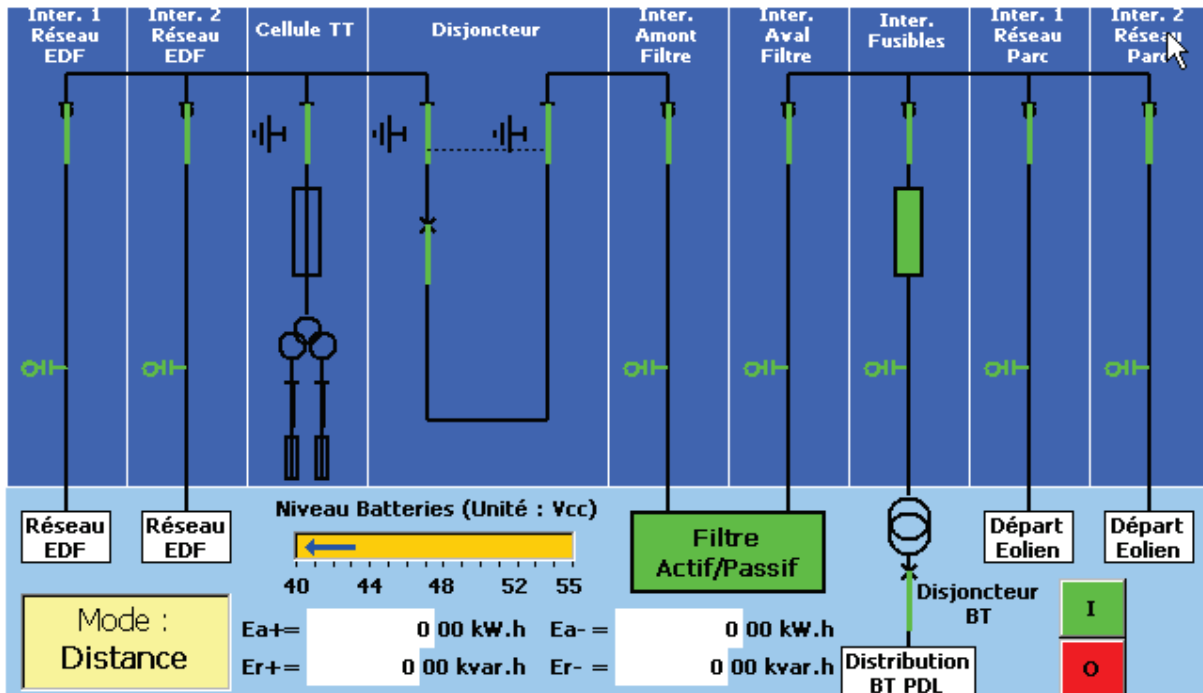 Inter. 1
Réseau
EDF
Inter. 2
Réseau
EDF
Cellule TT
Disjoncteur
Inter.
Amont
Filtre
Inter.
Aval
Filtre
Inter.
Fusibles
Inter. 1
Réseau
Parc
Inter. 2
Réseau
Parc
Réseau
EDF
Réseau
EDF
Niveau Batteries (Unité : Vcc)
40 44 48 52 55
Filtre
Actif/Passif
Départ
Eolien
Départ
Eolien
Disjoncteur
BT
I
O
Mode :
Distance
Ea+= 0 00 kW.h Ea- = 0 00 kW.h
Er+= 0 00 kvar.h Er- = 0 00 kvar.h
Distribution
BT PDL